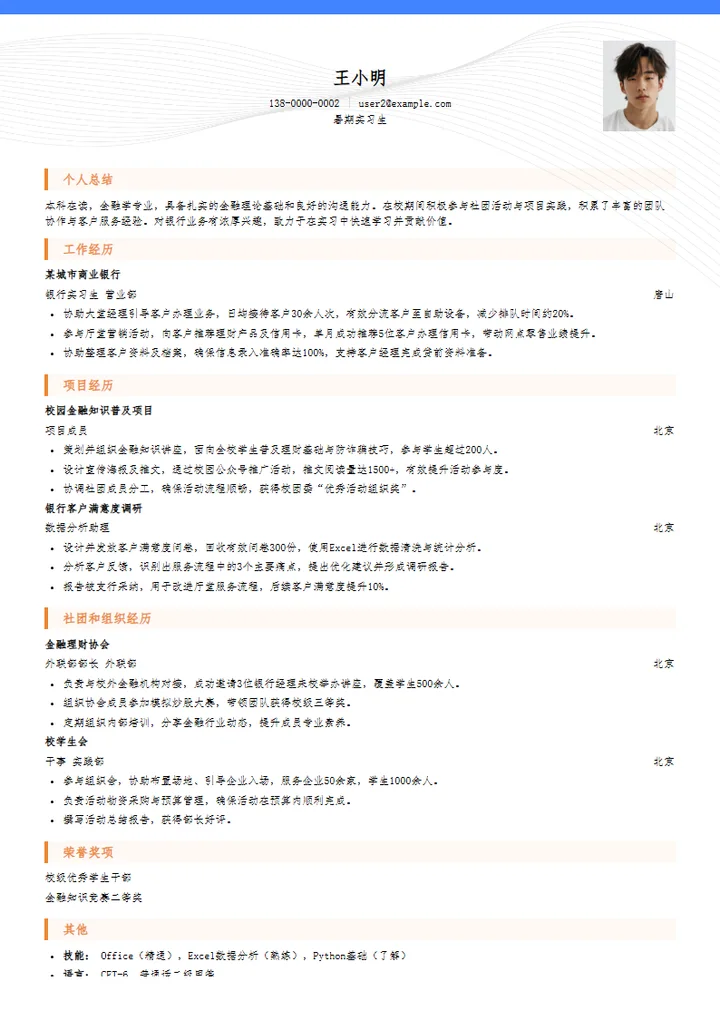 王小明
138-0000-0002 | user2@example.com
暑期实习生
个人总结
本科在读，金融学专业，具备扎实的金融理论基础和良好的沟通能力。在校期间积极参与社团活动与项目实践，积累了丰富的团队
协作与客户服务经验。对银行业务有浓厚兴趣，致力于在实习中快速学习并贡献价值。
工作经历
某城市商业银行
银行实习生 营业部 唐山
• 协助大堂经理引导客户办理业务，日均接待客户30余人次，有效分流客户至自助设备，减少排队时间约20%。
• 参与厅堂营销活动，向客户推荐理财产品及信用卡，单月成功推荐5位客户办理信用卡，带动网点零售业绩提升。
• 协助整理客户资料及档案，确保信息录入准确率达100%，支持客户经理完成贷前资料准备。
项目经历
校园金融知识普及项目
项目成员 北京
• 策划并组织金融知识讲座，面向全校学生普及理财基础与防诈骗技巧，参与学生超过200人。
• 设计宣传海报及推文，通过校园公众号推广活动，推文阅读量达1500+，有效提升活动参与度。
• 协调社团成员分工，确保活动流程顺畅，获得校团委“优秀活动组织奖”。
银行客户满意度调研
数据分析助理 北京
• 设计并发放客户满意度问卷，回收有效问卷300份，使用Excel进行数据清洗与统计分析。
• 分析客户反馈，识别出服务流程中的3个主要痛点，提出优化建议并形成调研报告。
• 报告被支行采纳，用于改进厅堂服务流程，后续客户满意度提升10%。
社团和组织经历
金融理财协会
外联部部长 外联部 北京
• 负责与校外金融机构对接，成功邀请3位银行经理来校举办讲座，覆盖学生500余人。
• 组织协会成员参加模拟炒股大赛，带领团队获得校级三等奖。
• 定期组织内部培训，分享金融行业动态，提升成员专业素养。
校学生会
干事 实践部 北京
• 参与组织会，协助布置场地、引导企业入场，服务企业50余家，学生1000余人。
• 负责活动物资采购与预算管理，确保活动在预算内顺利完成。
• 撰写活动总结报告，获得部长好评。
荣誉奖项
校级优秀学生干部
金融知识竞赛二等奖
其他
• 技能： Office（精通），Excel数据分析（熟练），Python基础（了解）
• 语言：